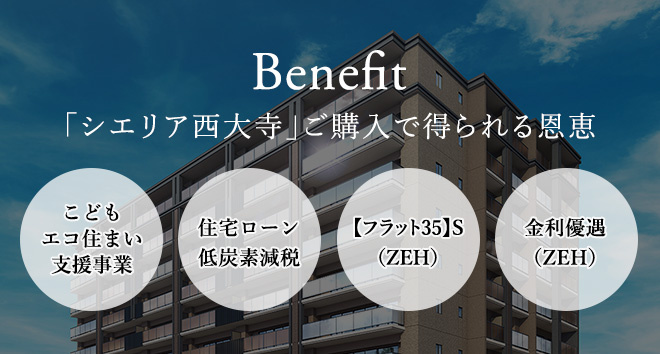 Benefit
「シエリア西大寺」ご購入で得られる恩恵
こども
エコ住まい
支援事業
住宅ローン
低炭素減税
【フラット35】S
（ZEH）
金利優遇
（ZEH）